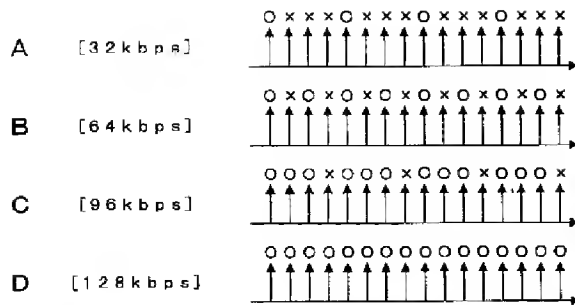 O × × × O × × × O × × × O × × ×
A [32kbps]
O × O × O × O × O × O × O × O ×
B [64kbps]
O O O × O O O × O O O × O O O ×
C [96kbps]
O O O O O O O O O O O O O O O O
D [128kbps]